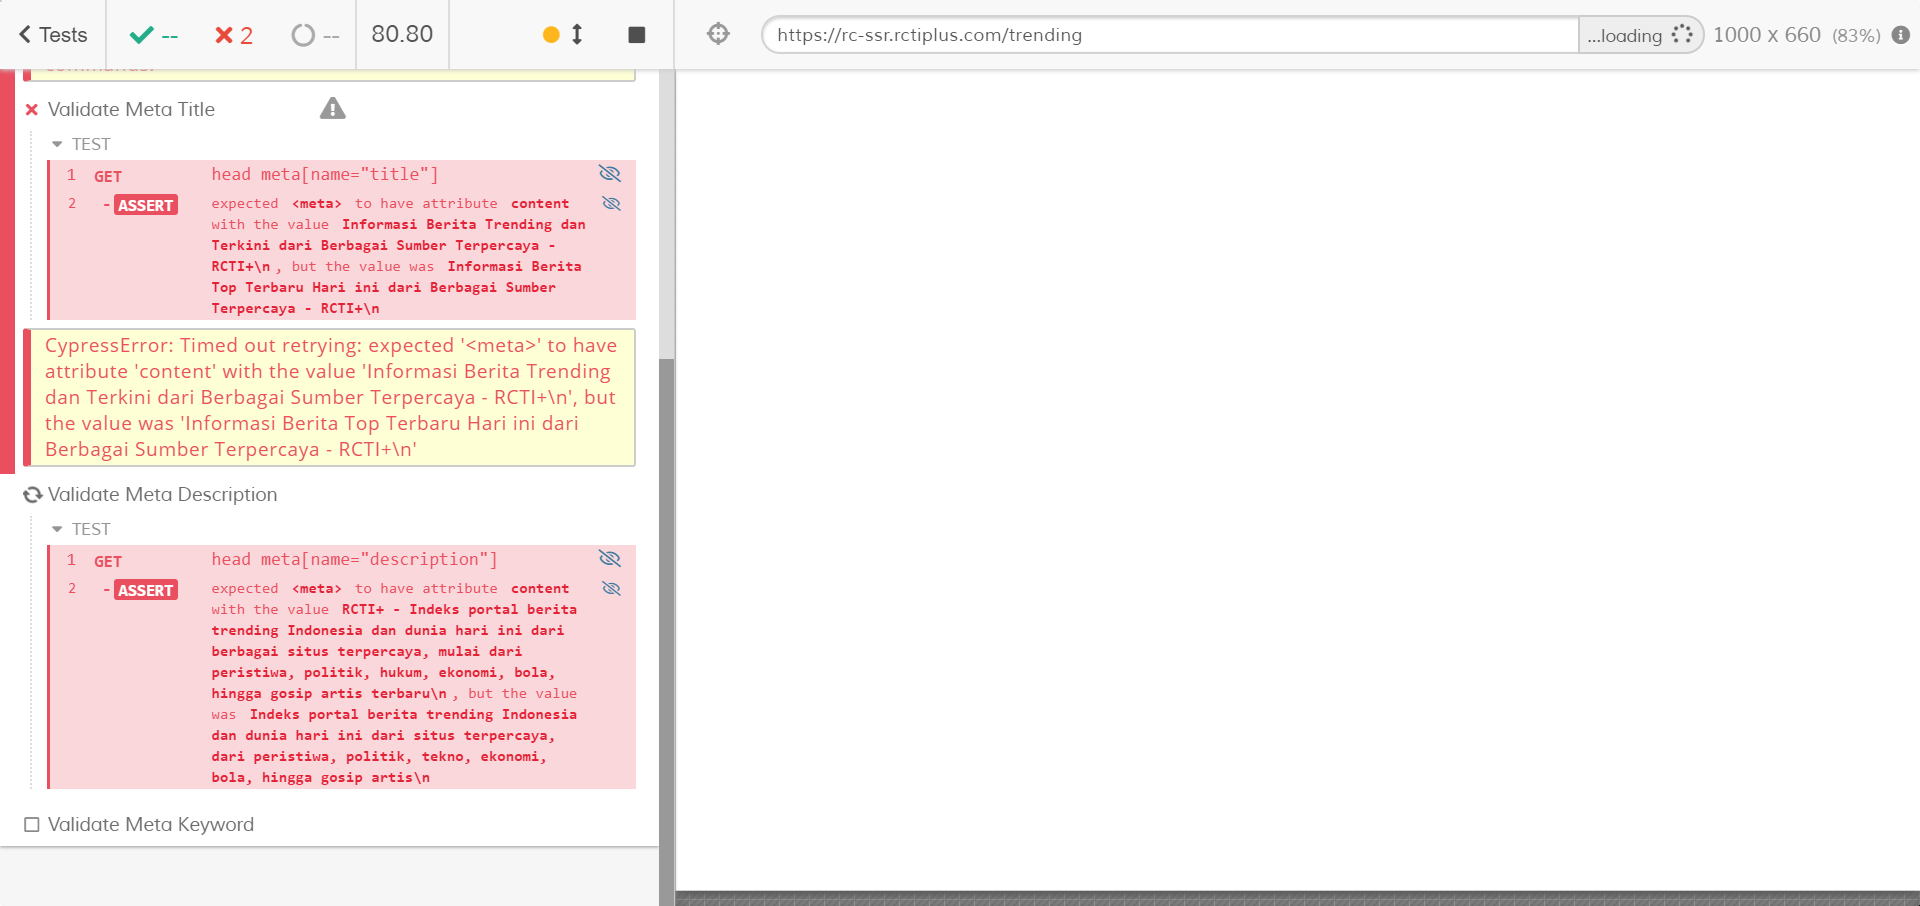 Tests
--
2
--
80.80
https://rc-ssr.rctiplus.com/trending
...loading
1000 x 660 (83%)
commands.
Validate Meta Title
TEST
1 GET head meta[name="title"]
2 -ASSERT expected <meta> to have attribute content
with the value Informasi Berita Trending dan
Terkini dari Berbagai Sumber Terpercaya -
RCTI+\n , but the value was Informasi Berita
Top Terbaru Hari ini dari Berbagai Sumber
Terpercaya - RCTI+\n
CypressError: Timed out retrying: expected '<meta>' to have
attribute 'content' with the value 'Informasi Berita Trending
dan Terkini dari Berbagai Sumber Terpercaya - RCTI+\n', but
the value was 'Informasi Berita Top Terbaru Hari ini dari
Berbagai Sumber Terpercaya - RCTI+\n'
Validate Meta Description
TEST
1 GET head meta[name="description"]
2 -ASSERT expected <meta> to have attribute content
with the value RCTI+ - Indeks portal berita
trending Indonesia dan dunia hari ini dari
berbagai situs terpercaya, mulai dari
peristiwa, politik, hukum, ekonomi, bola,
hingga gosip artis terbaru\n , but the value
was Indeks portal berita trending Indonesia
dan dunia hari ini dari situs terpercaya,
dari peristiwa, politik, tekno, ekonomi,
bola, hingga gosip artis\n
Validate Meta Keyword